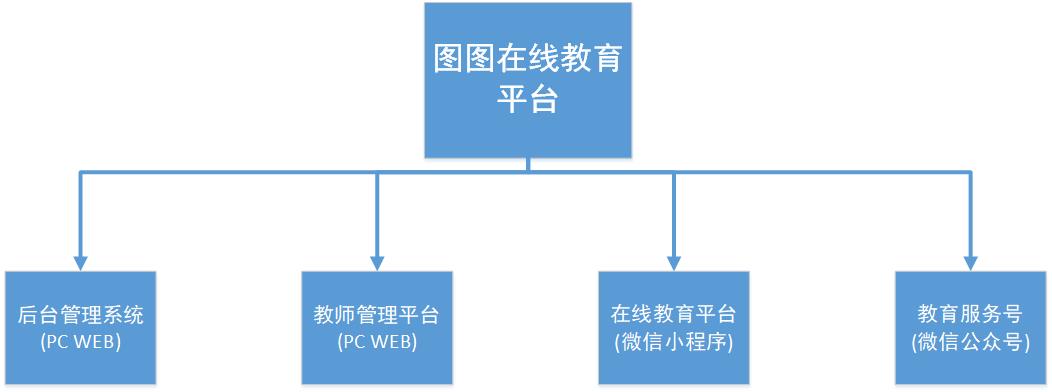 图图在线教育
平台
后台管理系统
(PC WEB)
教师管理平台
(PC WEB)
在线教育平台
(微信小程序)
教育服务号
(微信公众号)